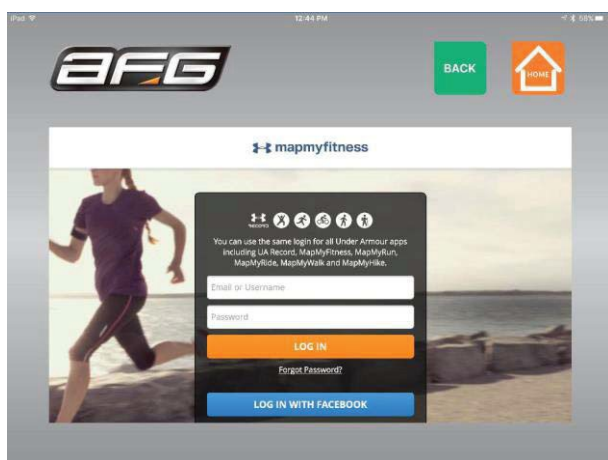 iPad
12:44 PM
58%
AFG
BACK
HOME
mapmyfitness
RECORD
You can use the same login for all Under Armour apps
including UA Record, MapMyFitness, MapMyRun,
MapMyRide, MapMyWalk and MapMyHike.
Email or Username
Password
LOG IN
Forgot Password?
LOG IN WITH FACEBOOK